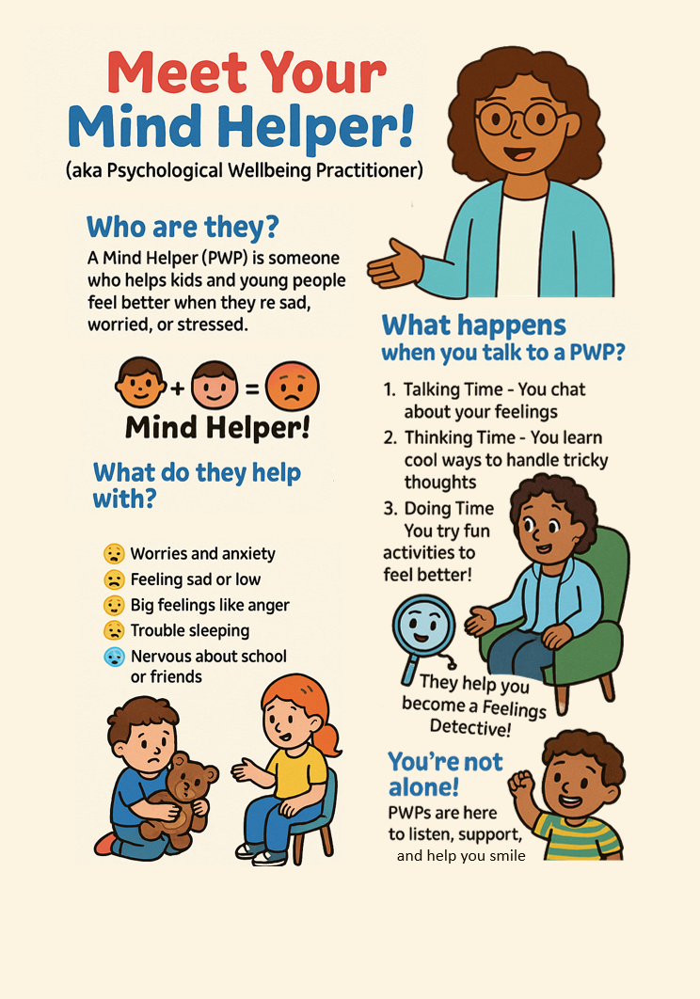 Meet Your
Mind Helper!
(aka Psychological Wellbeing Practitioner)
Who are they?
A Mind Helper (PWP) is someone
who helps kids and young people
feel better when they re sad,
worried, or stressed.
+ =
Mind Helper!
What do they help
with?
Worries and anxiety
Feeling sad or low
Big feelings like anger
Trouble sleeping
Nervous about school
or friends
What happens
when you talk to a PWP?
1. Talking Time - You chat
about your feelings
2. Thinking Time - You learn
cool ways to handle tricky
thoughts
3. Doing Time
You try fun
activities to
feel better!
They help you
become a Feelings
Detective!
You're not
alone!
PWPs are here
to listen, support,
and help you smile